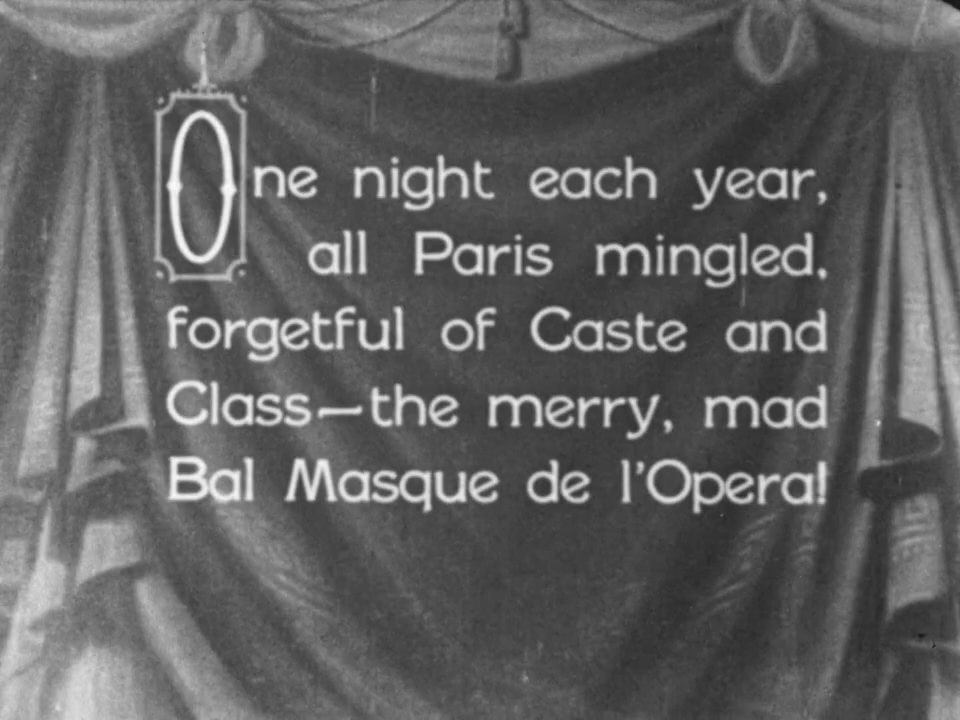 One night each year,
all Paris mingled,
forgetful of Caste and
Class—the merry, mad
Bal Masque de l'Opera!